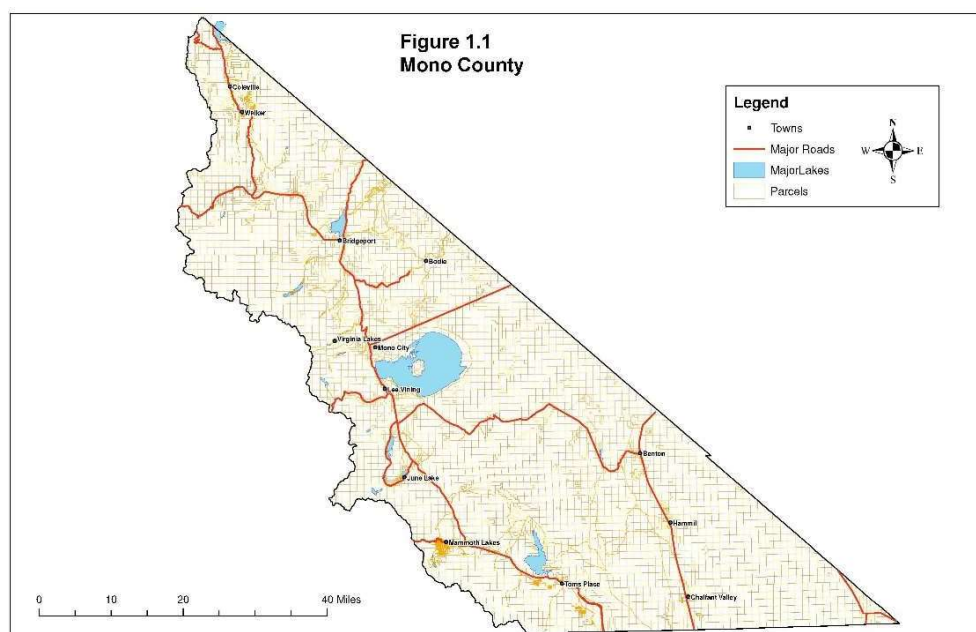 Figure 1.1
Mono County
Legend
Towns
Major Roads
MajorLakes
Parcels
N
W E
S
Coleville
Walker
Bridgeport
Bodie
Virginia Lakes
Mono City
Lee Vining
Benton
June Lake
Hammil
Mammoth Lakes
Toms Place
Chalfant Valley
0 20 40 Miles